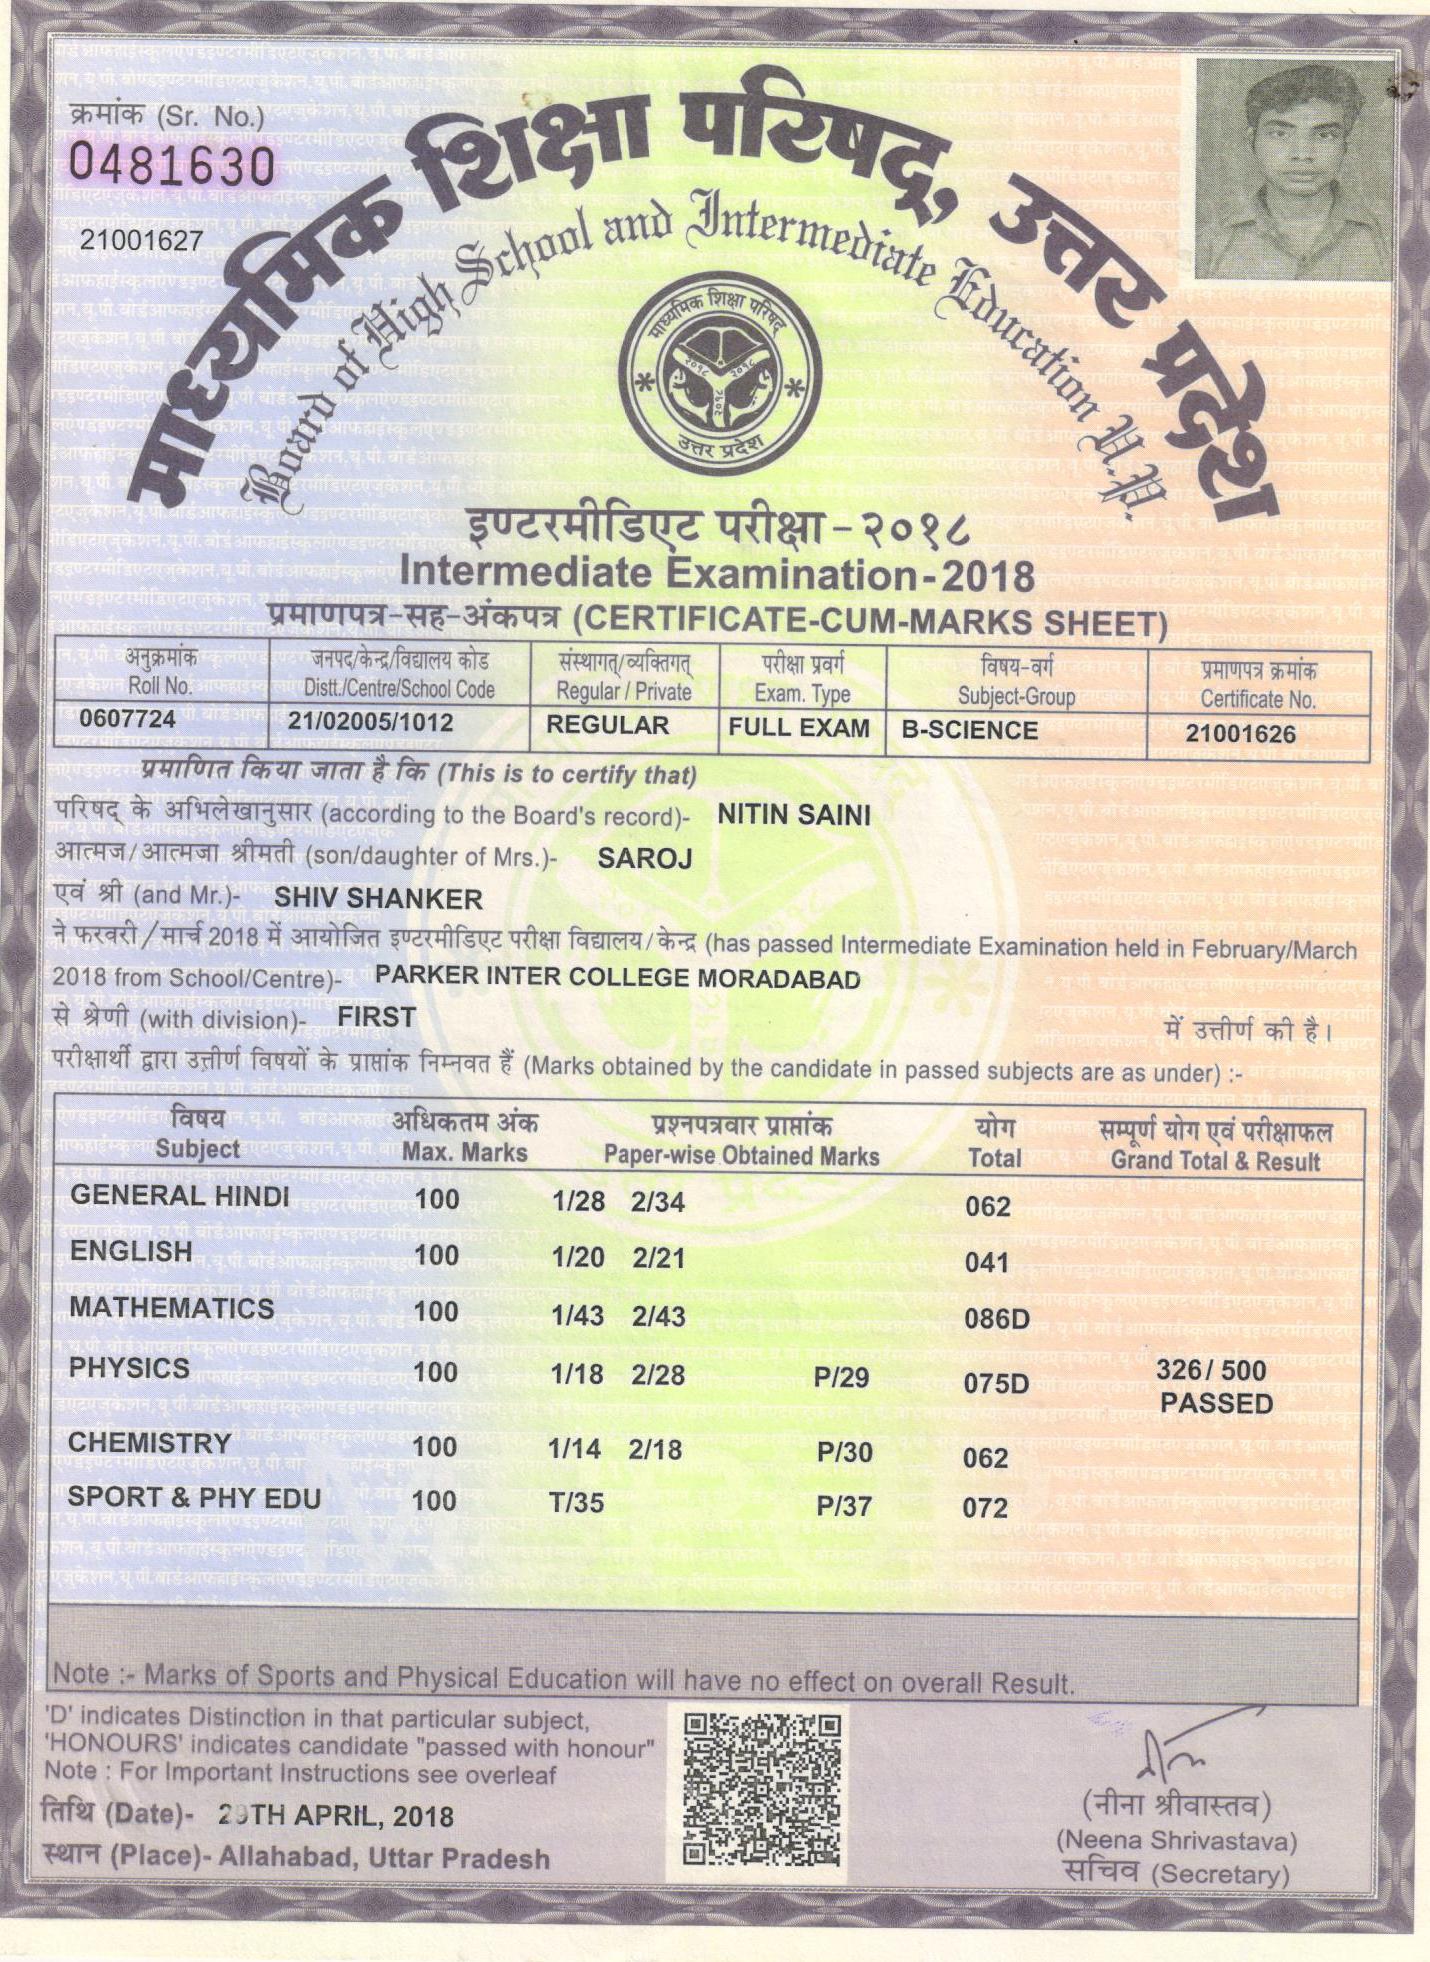 क्रमांक (Sr. No.)
0481630
21001627
माध्यमिक शिक्षा परिषद्, उत्तर प्रदेश
Board of High School and Intermediate Education U.P.
माध्यमिक शिक्षा परिषद्
२०१८ २०१८
२०१८
उत्तर प्रदेश
इण्टरमीडिएट परीक्षा - २०१८
Intermediate Examination - 2018
प्रमाणपत्र-सह-अंकपत्र (CERTIFICATE-CUM-MARKS SHEET)
अनुक्रमांक जनपद/केन्द्र/विद्यालय कोड संस्थागत्/व्यक्तिगत् परीक्षा प्रवर्ग विषय-वर्ग प्रमाणपत्र क्रमांक
Roll No. Distt./Centre/School Code Regular / Private Exam. Type Subject-Group Certificate No.
0607724 21/02005/1012 REGULAR FULL EXAM B-SCIENCE 21001626
प्रमाणित किया जाता है कि (This is to certify that)
परिषद् के अभिलेखानुसार (according to the Board's record)- NITIN SAINI
आत्मज/आत्मजा श्रीमती (son/daughter of Mrs.)- SAROJ
एवं श्री (and Mr.)- SHIV SHANKER
ने फरवरी/मार्च 2018 में आयोजित इण्टरमीडिएट परीक्षा विद्यालय/केन्द्र (has passed Intermediate Examination held in February/March
2018 from School/Centre)- PARKER INTER COLLEGE MORADABAD
से श्रेणी (with division)- FIRST में उत्तीर्ण की है।
परीक्षार्थी द्वारा उत्तीर्ण विषयों के प्राप्तांक निम्नवत हैं (Marks obtained by the candidate in passed subjects are as under) :-
विषय अधिकतम अंक प्रश्नपत्रवार प्राप्तांक योग सम्पूर्ण योग एवं परीक्षाफल
Subject Max. Marks Paper-wise Obtained Marks Total Grand Total & Result
GENERAL HINDI 100 1/28 2/34 062
ENGLISH 100 1/20 2/21 041
MATHEMATICS 100 1/43 2/43 086D
PHYSICS 100 1/18 2/28 P/29 075D 326/ 500
PASSED
CHEMISTRY 100 1/14 2/18 P/30 062
SPORT & PHY EDU 100 T/35 P/37 072
Note :- Marks of Sports and Physical Education will have no effect on overall Result.
'D' indicates Distinction in that particular subject,
'HONOURS' indicates candidate "passed with honour"
Note : For Important Instructions see overleaf
तिथि (Date)- 29TH APRIL, 2018
स्थान (Place)- Allahabad, Uttar Pradesh
(नीना श्रीवास्तव)
(Neena Shrivastava)
सचिव (Secretary)